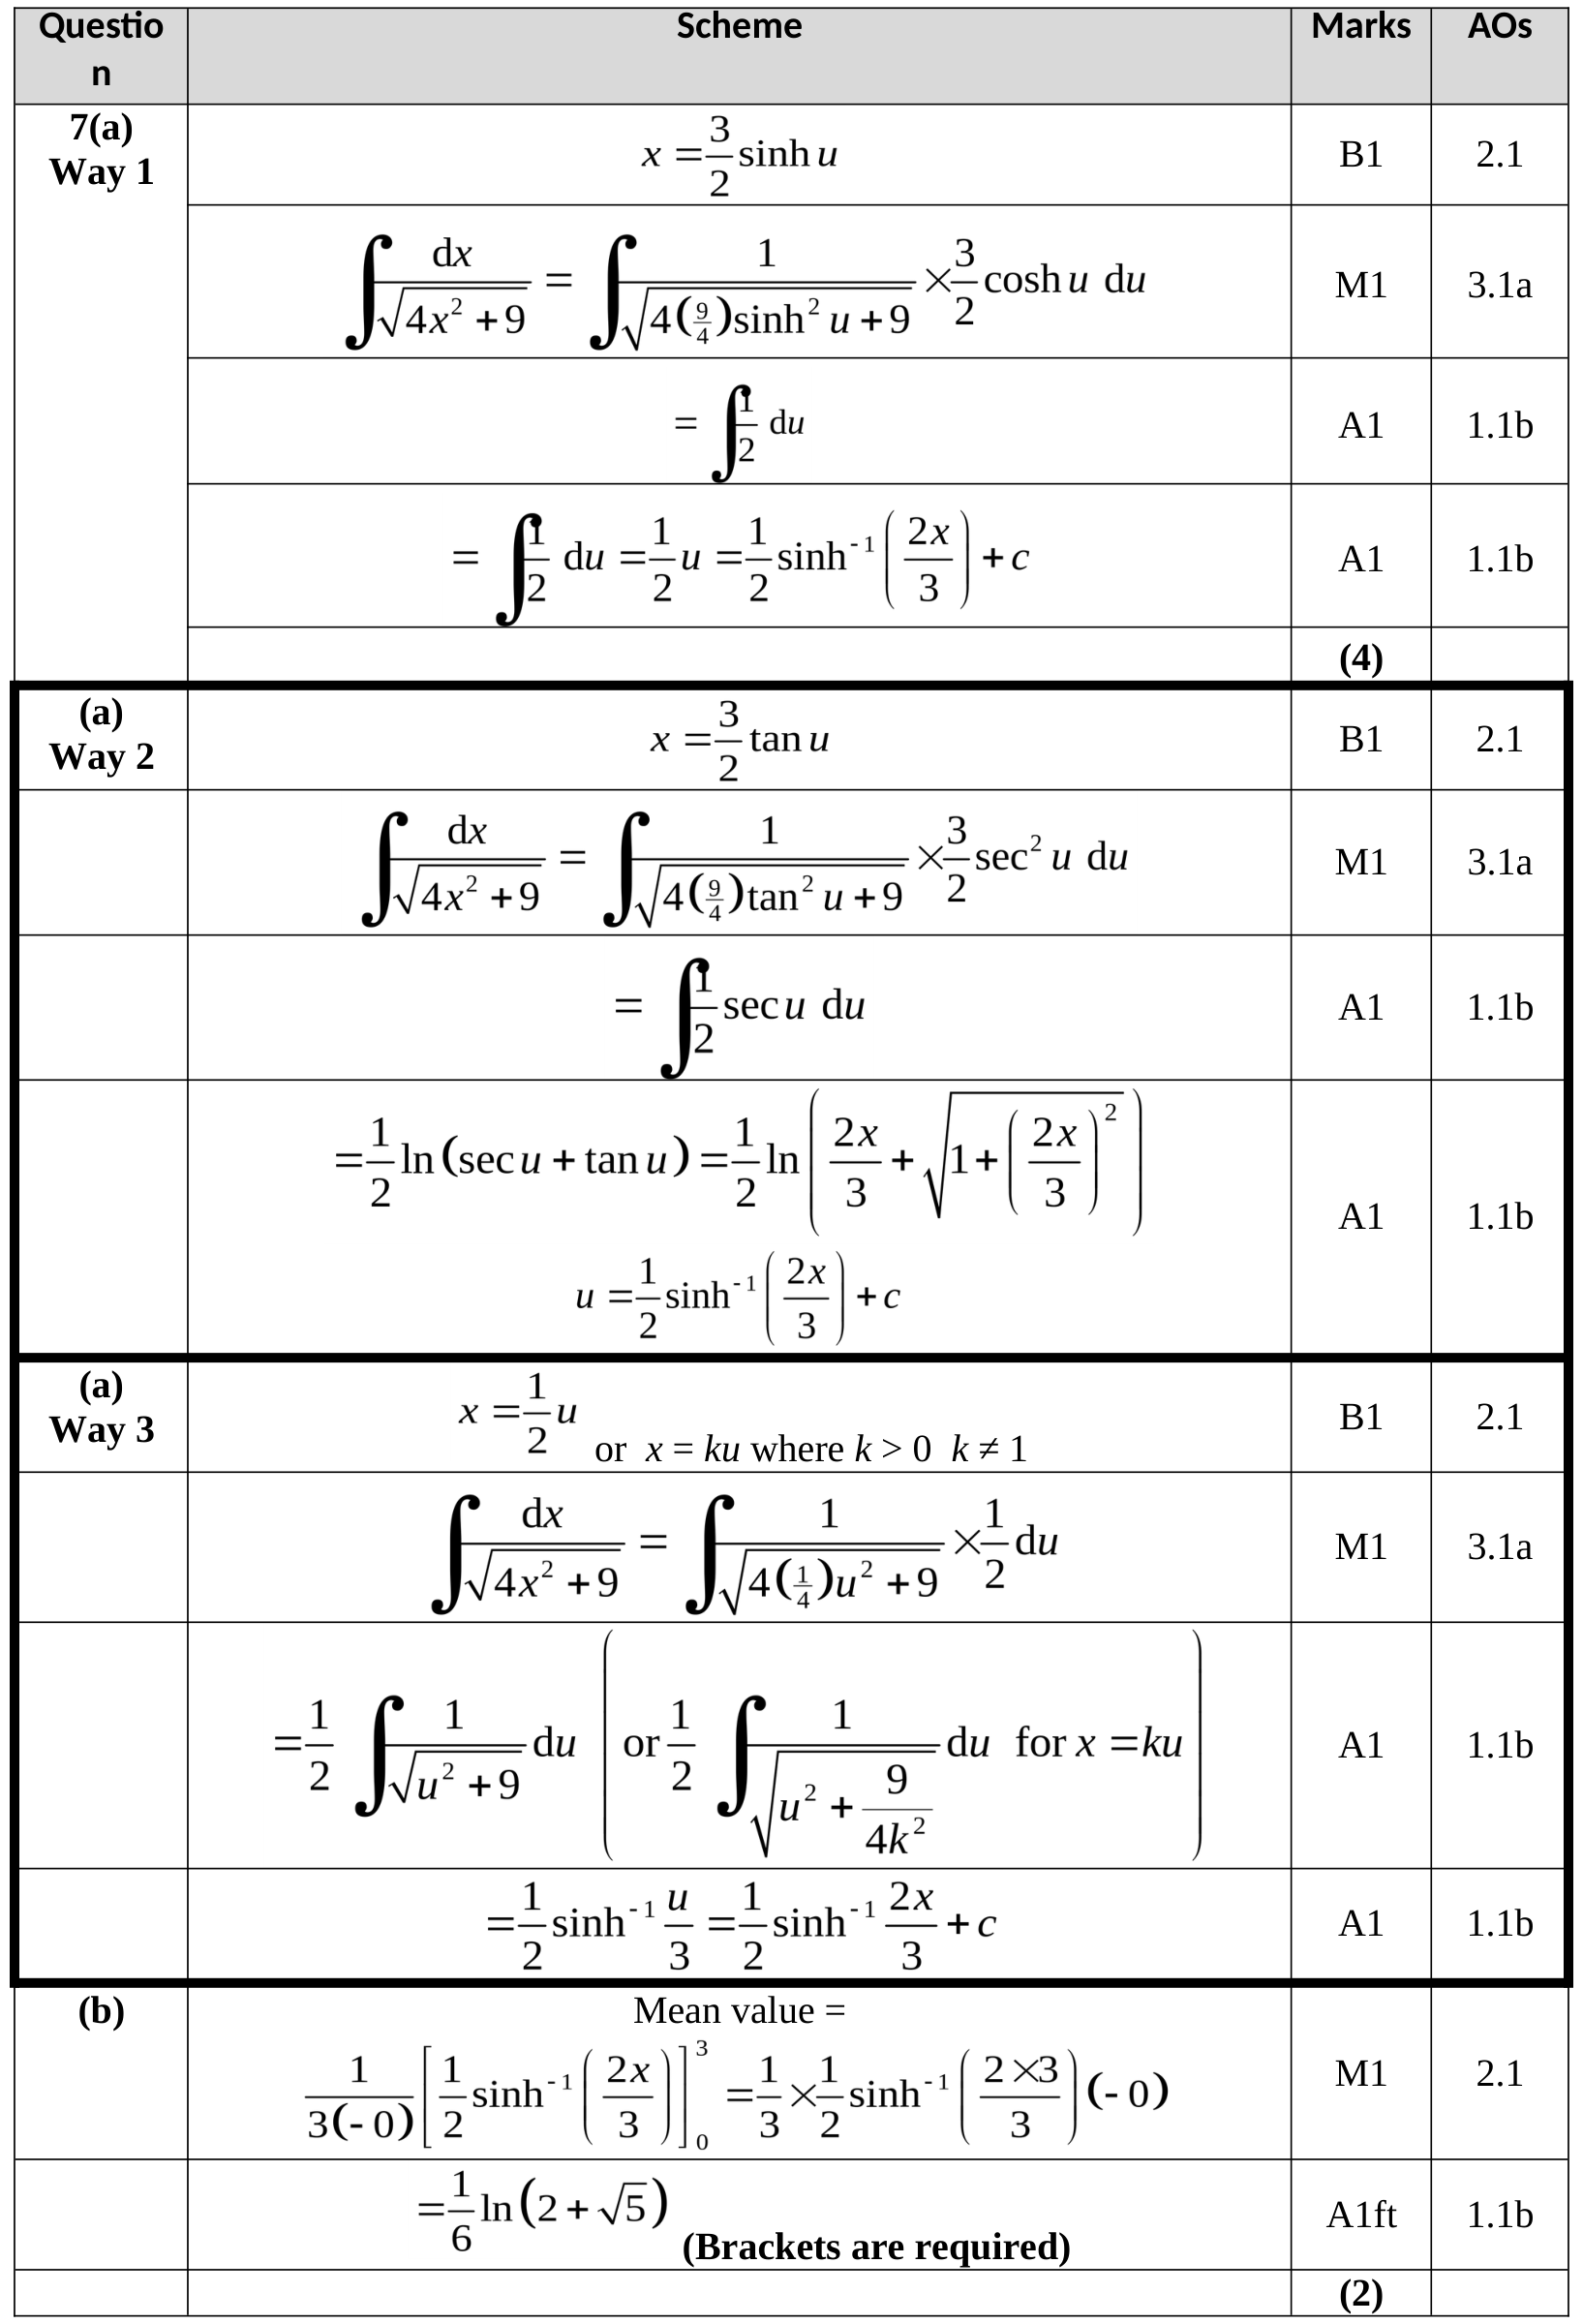 Questio
n
Scheme
Marks
AOs
7(a)
Way 1
x = 3/2 sinh u
B1
2.1
∫ dx/√(4x² + 9) = ∫ 1/√(4(9/4)sinh² u + 9) × 3/2 cosh u du
M1
3.1a
= ∫ 1/2 du
A1
1.1b
= ∫ 1/2 du = 1/2 u = 1/2 sinh⁻¹ (2x/3) + c
A1
1.1b
(4)
(a)
Way 2
x = 3/2 tan u
B1
2.1
∫ dx/√(4x² + 9) = ∫ 1/√(4(9/4)tan² u + 9) × 3/2 sec² u du
M1
3.1a
= ∫ 1/2 sec u du
A1
1.1b
= 1/2 ln (sec u + tan u) = 1/2 ln (2x/3 + √(1 + (2x/3)²))
u = 1/2 sinh⁻¹ (2x/3) + c
A1
1.1b
(a)
Way 3
x = 1/2 u or x = ku where k > 0 k ≠ 1
B1
2.1
∫ dx/√(4x² + 9) = ∫ 1/√(4(1/4)u² + 9) × 1/2 du
M1
3.1a
= 1/2 ∫ 1/√(u² + 9) du (or 1/2 ∫ 1/√(u² + 9/(4k²)) du for x = ku)
A1
1.1b
= 1/2 sinh⁻¹ u/3 = 1/2 sinh⁻¹ 2x/3 + c
A1
1.1b
(b)
Mean value =
1/(3(- 0)) [1/2 sinh⁻¹ (2x/3)]₀³ = 1/3 × 1/2 sinh⁻¹ ((2 × 3)/3) (- 0)
M1
2.1
= 1/6 ln (2 + √5) (Brackets are required)
A1ft
1.1b
(2)